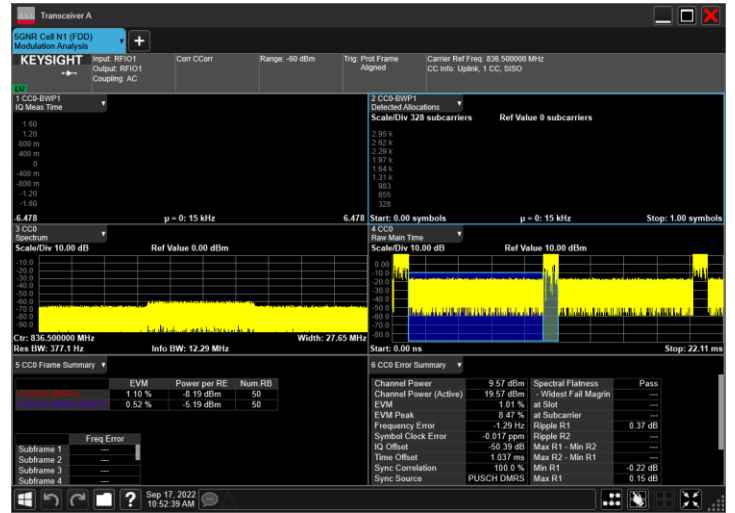 Transceiver A
5GNR Cell N1 (FDD)
Modulation Analysis
KEYSIGHT
Input: RFIO1
Output: RFIO1
Coupling: AC
Corr CCorr
Range: -60 dBm
Trig: Prot Frame
Aligned
Carrier Ref Freq: 836.500000 MHz
CC Info: Uplink, 1 CC, SISO
1 CC0-BWP1
IQ Meas Time
1.60
1.20
800 m
400 m
0
-400 m
-800 m
-1.20
-1.60
-6.478 µ = 0: 15 kHz 6.478
2 CC0-BWP1
Detected Allocations
Scale/Div 328 subcarriers Ref Value 0 subcarriers
2.95 k
2.62 k
2.29 k
1.97 k
1.64 k
1.31 k
983
655
328
Start: 0.00 symbols µ = 0: 15 kHz Stop: 1.00 symbols
3 CC0
Spectrum
Scale/Div 10.00 dB Ref Value 0.00 dBm
-10.0
-20.0
-30.0
-40.0
-50.0
-60.0
-70.0
-80.0
-90.0
Ctr: 836.500000 MHz Width: 27.65 MHz
Res BW: 377.1 Hz Info BW: 12.29 MHz
4 CC0
Raw Main Time
Scale/Div 10.00 dB Ref Value 10.00 dBm
0.00
-10.0
-20.0
-30.0
-40.0
-50.0
-60.0
-70.0
-80.0
Start: 0.00 ns Stop: 22.11 ms
5 CC0 Frame Summary
EVM Power per RE Num.RB
1.10 % -8.19 dBm 50
0.52 % -5.19 dBm 50
Freq Error
Subframe 1 ---
Subframe 2 ---
Subframe 3 ---
Subframe 4 ---
6 CC0 Error Summary
Channel Power 9.57 dBm Spectral Flatness Pass
Channel Power (Active) 19.57 dBm - Widest Fail Magrin ---
EVM 1.01 % at Slot ---
EVM Peak 8.47 % at Subcarrier ---
Frequency Error -1.29 Hz Ripple R1 0.37 dB
Symbol Clock Error -0.017 ppm Ripple R2 ---
IQ Offset -50.39 dB Max R1 - Min R2 ---
Time Offset 1.037 ms Max R2 - Min R1 ---
Sync Correlation 100.0 % Min R1 -0.22 dB
Sync Source PUSCH DMRS Max R1 0.15 dB
Sep 17, 2022
10:52:39 AM